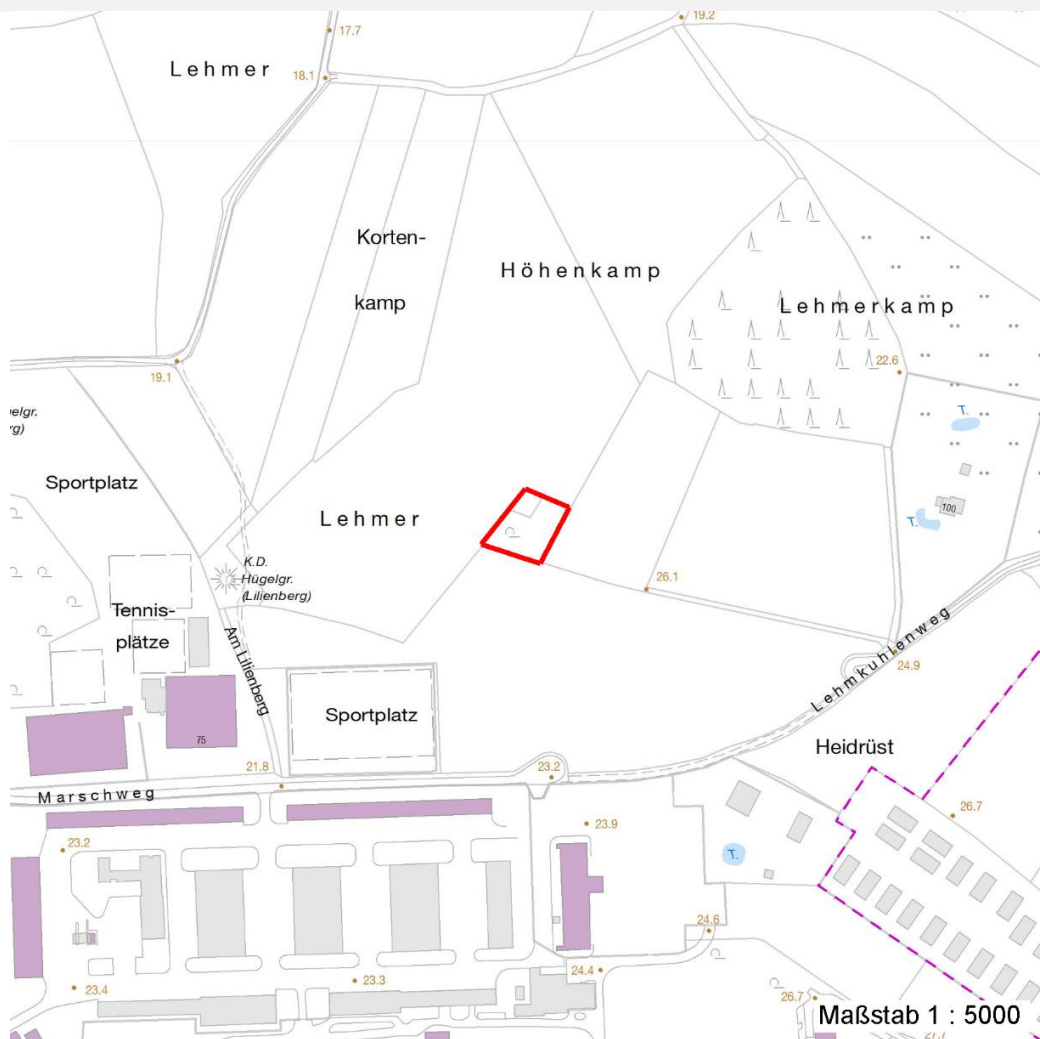 17.7
19.2
Lehmer
18.1
Korten-
kamp
Höhenkamp
Lehmerkamp
22.6
19.1
T.
Sportplatz
Lehmer
100
T.
K.D.
Hügelgr.
(Lilienberg)
26.1
Tennis-
plätze
Am Lilienberg
Lehmkuhlenweg
24.9
Sportplatz
75
Heidrüst
21.8
23.2
Marschweg
26.7
23.9
23.2
T.
24.6
24.4
23.3
23.4
26.7
Maßstab 1 : 5000